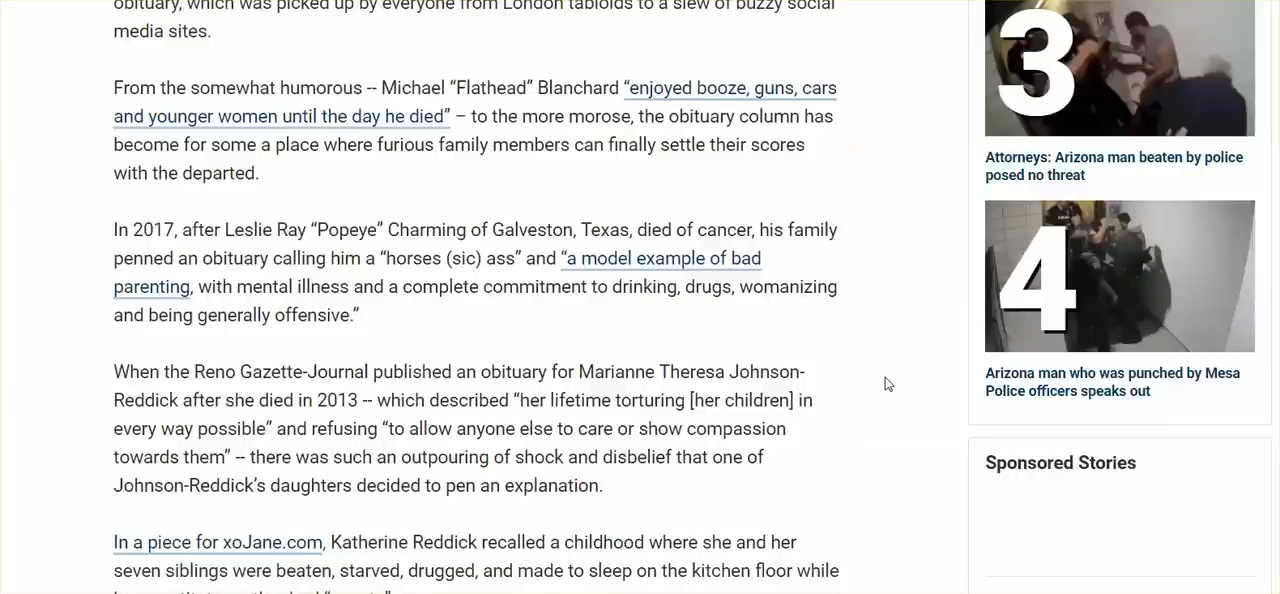 obituary, which was picked up by everyone from London tabloids to a slew of buzzy social
media sites.
From the somewhat humorous -- Michael “Flathead” Blanchard “enjoyed booze, guns, cars
and younger women until the day he died” – to the more morose, the obituary column has
become for some a place where furious family members can finally settle their scores
with the departed.
In 2017, after Leslie Ray “Popeye” Charming of Galveston, Texas, died of cancer, his family
penned an obituary calling him a “horses (sic) ass” and “a model example of bad
parenting, with mental illness and a complete commitment to drinking, drugs, womanizing
and being generally offensive.”
When the Reno Gazette-Journal published an obituary for Marianne Theresa Johnson-
Reddick after she died in 2013 -- which described “her lifetime torturing [her children] in
every way possible” and refusing “to allow anyone else to care or show compassion
towards them” -- there was such an outpouring of shock and disbelief that one of
Johnson-Reddick’s daughters decided to pen an explanation.
In a piece for xoJane.com, Katherine Reddick recalled a childhood where she and her
seven siblings were beaten, starved, drugged, and made to sleep on the kitchen floor while
3
Attorneys: Arizona man beaten by police
posed no threat
4
Arizona man who was punched by Mesa
Police officers speaks out
Sponsored Stories